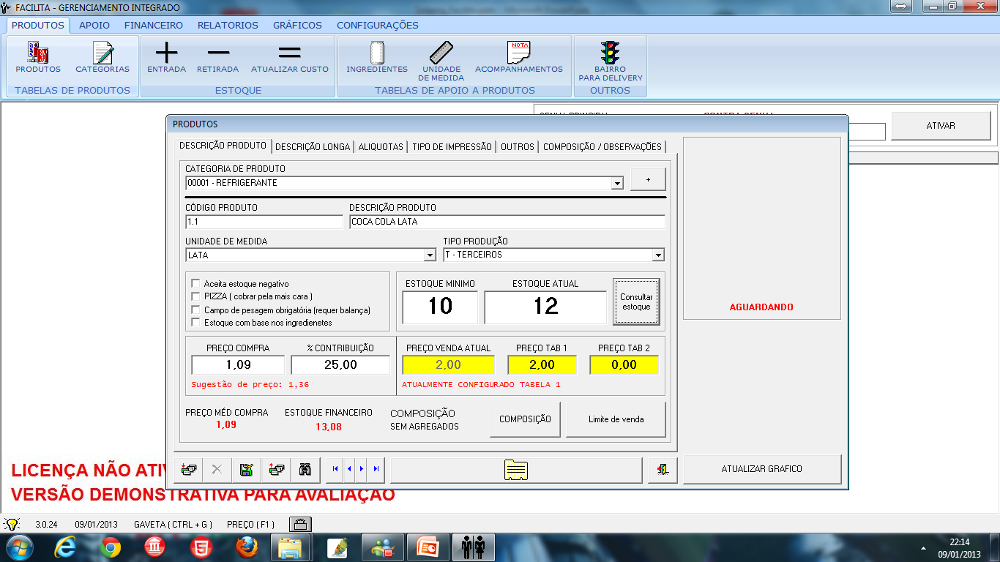 FACILITA - GERENCIAMENTO INTEGRADO
PRODUTOS APOIO FINANCEIRO RELATORIOS GRÁFICOS CONFIGURAÇÕES
PRODUTOS CATEGORIAS ENTRADA RETIRADA ATUALIZAR CUSTO INGREDIENTES UNIDADE DE MEDIDA NOTA ACOMPANHAMENTOS BAIRRO PARA DELIVERY
TABELAS DE PRODUTOS ESTOQUE TABELAS DE APOIO A PRODUTOS OUTROS
ATIVAR
PRODUTOS
DESCRIÇÃO PRODUTO DESCRIÇÃO LONGA ALIQUOTAS TIPO DE IMPRESSÃO OUTROS COMPOSIÇÃO / OBSERVAÇÕES
CATEGORIA DE PRODUTO
00001 - REFRIGERANTE +
CÓDIGO PRODUTO DESCRIÇÃO PRODUTO
1.1 COCA COLA LATA
UNIDADE DE MEDIDA TIPO PRODUÇÃO
LATA T - TERCEIROS
Aceita estoque negativo
PIZZA ( cobrar pela mais cara )
Campo de pesagem obrigatória (requer balança)
Estoque com base nos ingredienetes
ESTOQUE MINIMO ESTOQUE ATUAL
10 12 Consultar estoque
AGUARDANDO
PREÇO COMPRA % CONTRIBUIÇÃO PREÇO VENDA ATUAL PREÇO TAB 1 PREÇO TAB 2
1,09 25,00 2,00 2,00 0,00
Sugestão de preço: 1,36 ATUALMENTE CONFIGURADO TABELA 1
PREÇO MÉD COMPRA ESTOQUE FINANCEIRO COMPOSIÇÃO
1,09 13,08 SEM AGREGADOS COMPOSIÇÃO Limite de venda
ATUALIZAR GRAFICO
LICENÇA NÃO ATIV
VERSÃO DEMONSTRATIVA PARA AVALIAÇÃO
3.0.24 09/01/2013 GAVETA ( CTRL + G ) PREÇO ( F1 )
22:14
09/01/2013